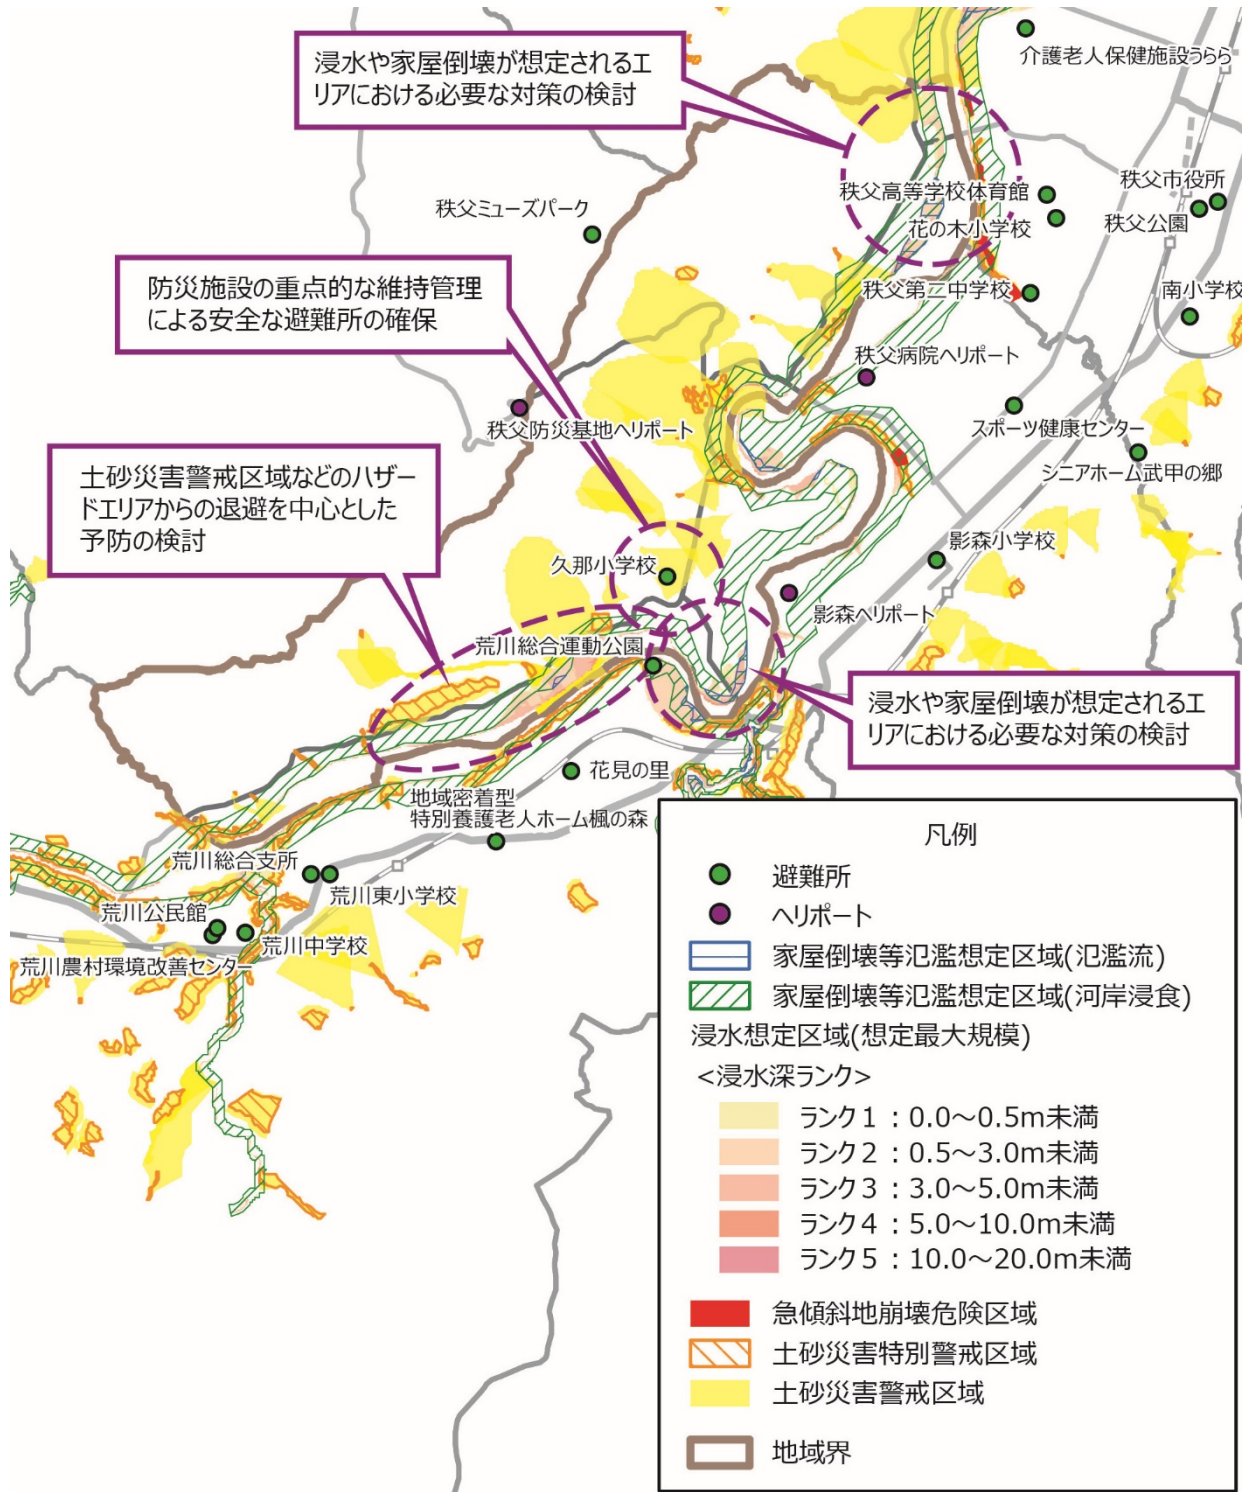 浸水や家屋倒壊が想定されるエ
リアにおける必要な対策の検討
介護老人保健施設うらら
秩父高等学校体育館
秩父市役所
秩父ミューズパーク
花の木小学校
秩父公園
防災施設の重点的な維持管理
による安全な避難所の確保
秩父第二中学校
南小学校
秩父病院ヘリポート
秩父防災基地ヘリポート
スポーツ健康センター
シニアホーム武甲の郷
土砂災害警戒区域などのハザー
ドエリアからの退避を中心とした
予防の検討
影森小学校
久那小学校
影森ヘリポート
荒川総合運動公園
浸水や家屋倒壊が想定されるエ
リアにおける必要な対策の検討
花見の里
地域密着型
特別養護老人ホーム楓の森
荒川総合支所
荒川東小学校
荒川公民館
荒川中学校
荒川農村環境改善センター
凡例
避難所
ヘリポート
家屋倒壊等氾濫想定区域(氾濫流)
家屋倒壊等氾濫想定区域(河岸浸食)
浸水想定区域(想定最大規模)
<浸水深ランク>
ランク1：0.0～0.5m未満
ランク2：0.5～3.0m未満
ランク3：3.0～5.0m未満
ランク4：5.0～10.0m未満
ランク5：10.0～20.0m未満
急傾斜地崩壊危険区域
土砂災害特別警戒区域
土砂災害警戒区域
地域界